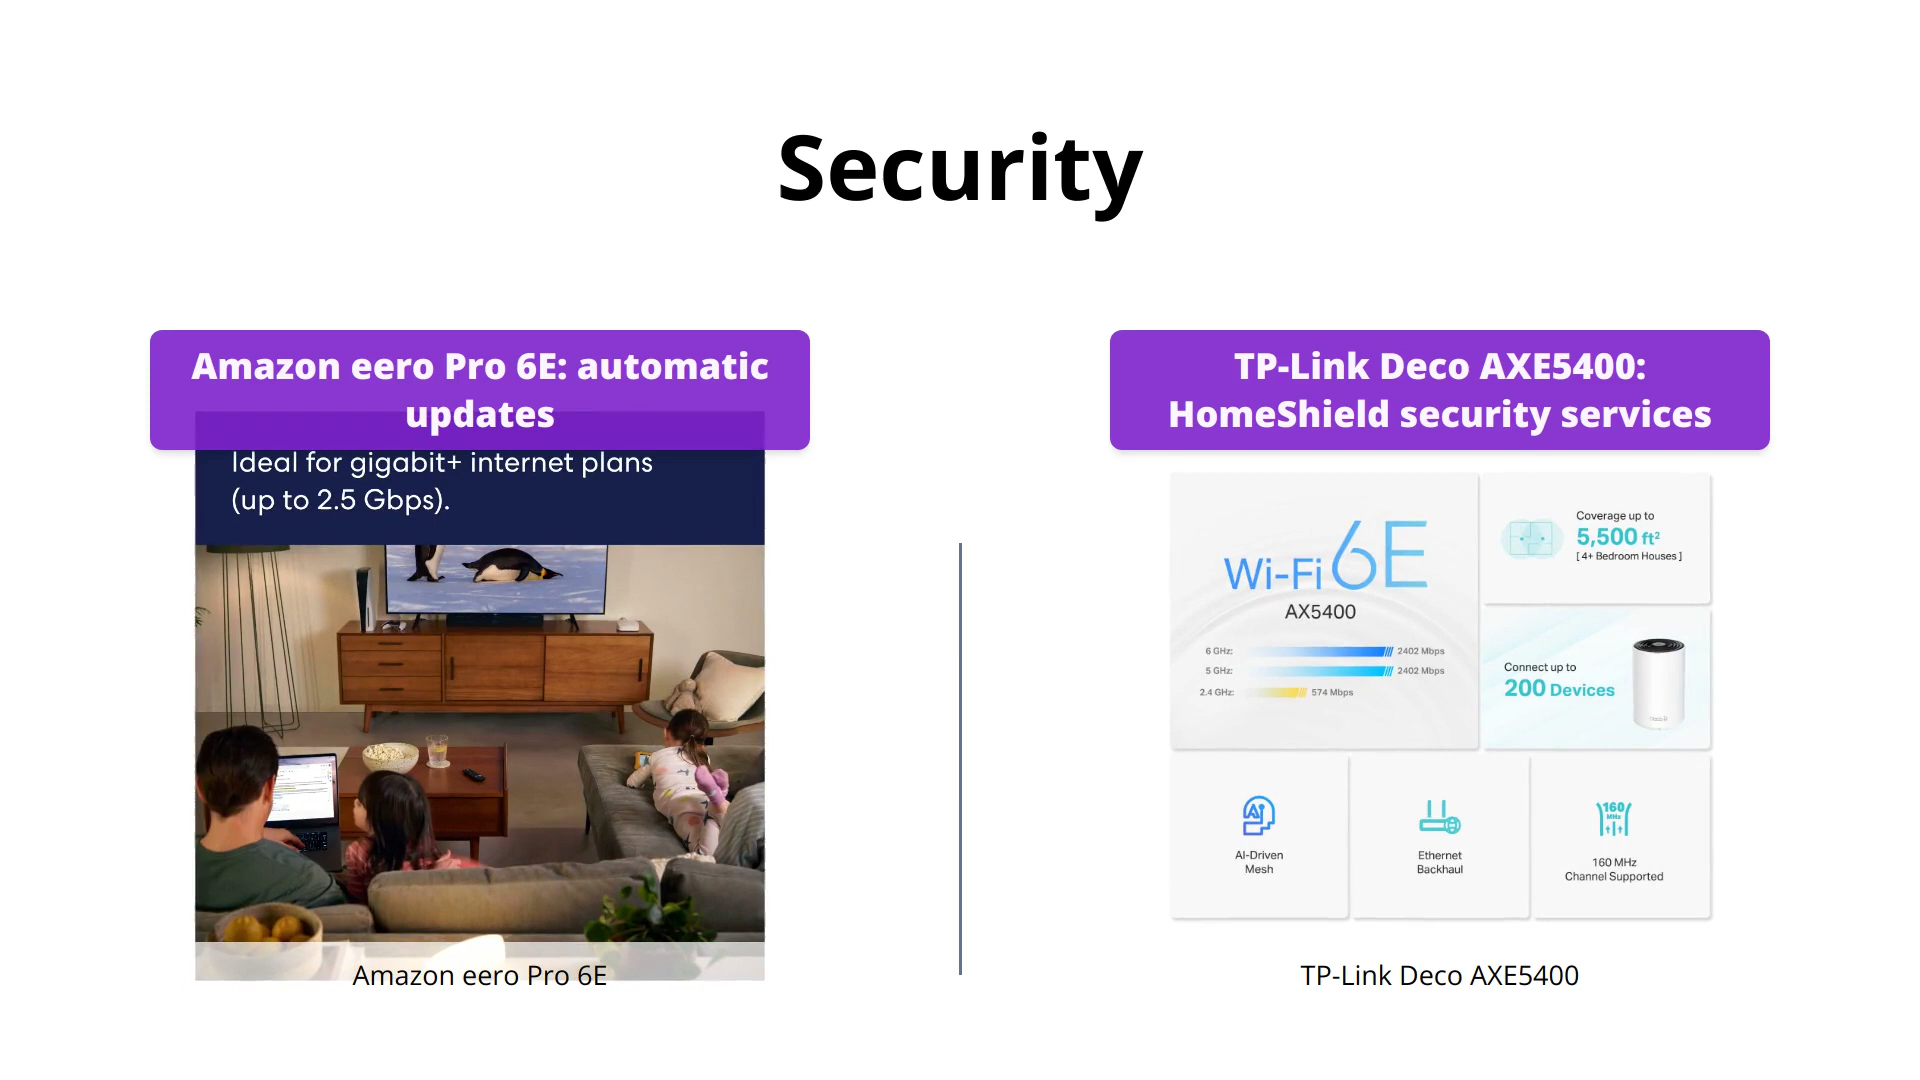 Security
Amazon eero Pro 6E: automatic
updates
Ideal for gigabit+ internet plans
(up to 2.5 Gbps).
Amazon eero Pro 6E
TP-Link Deco AXE5400:
HomeShield security services
Wi-Fi 6E
AX5400
6 GHz: 2402 Mbps
5 GHz: 2402 Mbps
2.4 GHz: 574 Mbps
Coverage up to
5,500 ft²
[ 4+ Bedroom Houses ]
Connect up to
200 Devices
AI-Driven
Mesh
Ethernet
Backhaul
160
MHz
160 MHz
Channel Supported
TP-Link Deco AXE5400